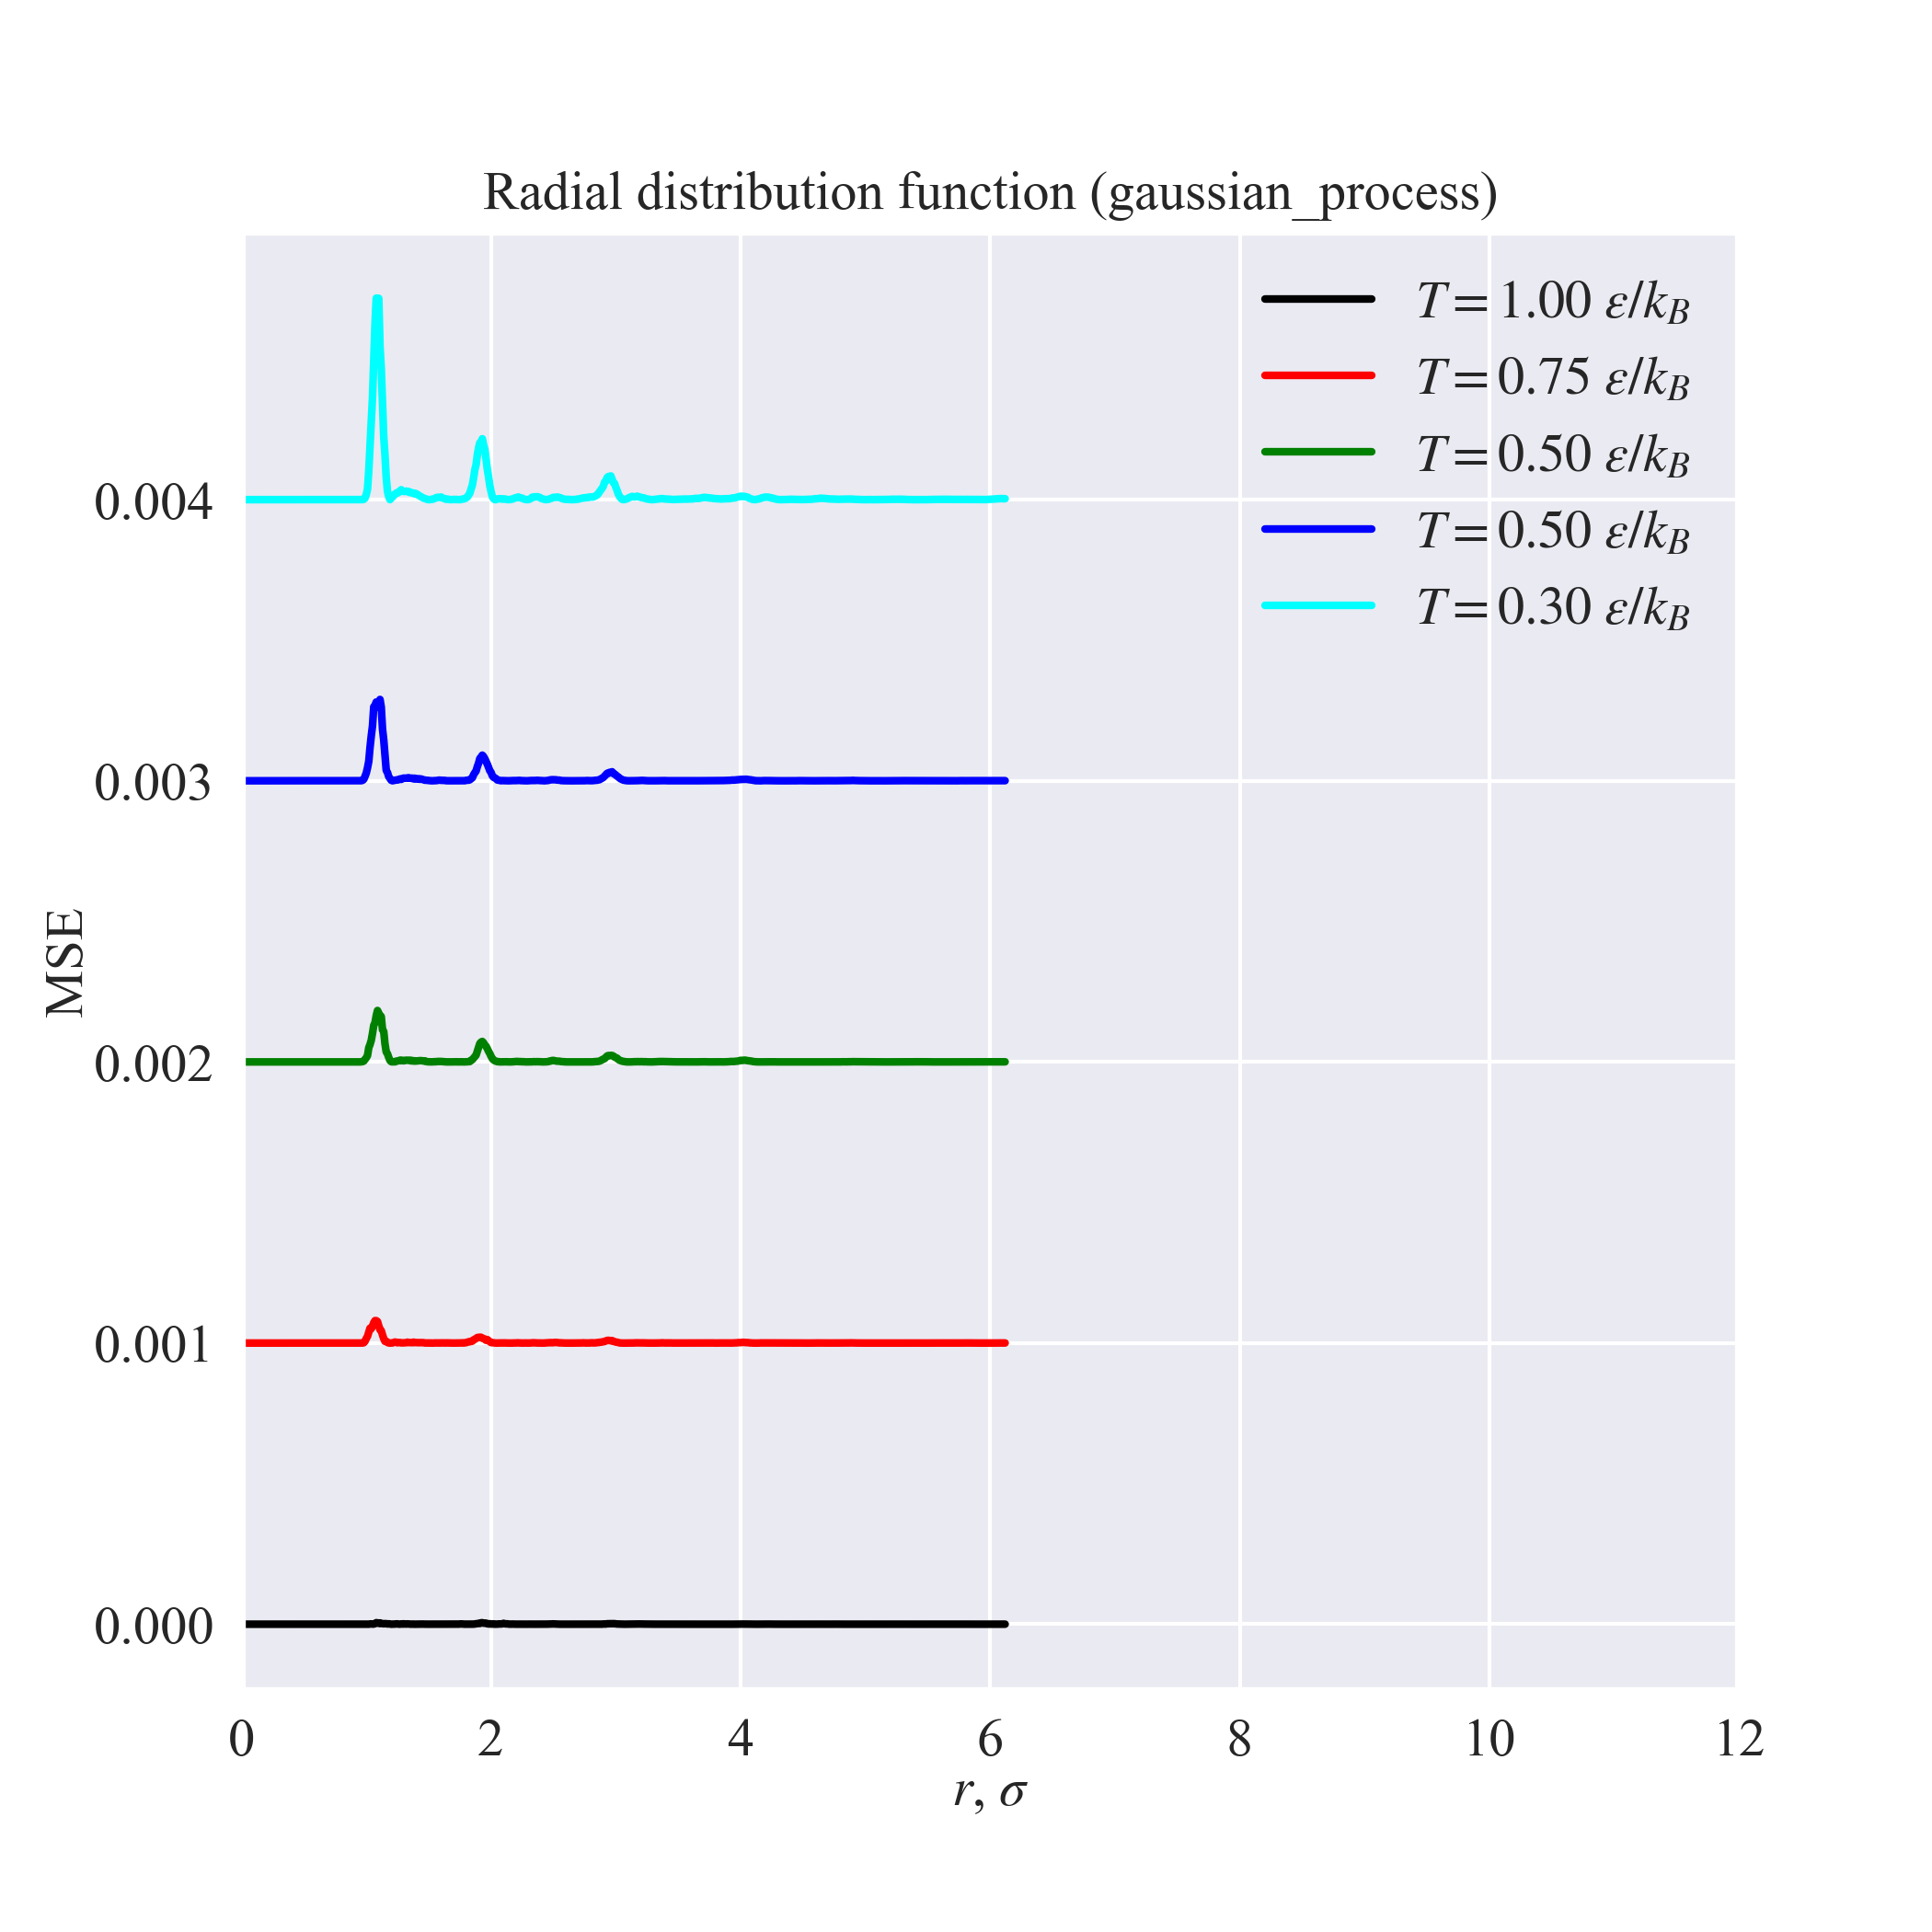 Radial distribution function (gaussian_process)
T = 1.00 ε/k_B
T = 0.75 ε/k_B
T = 0.50 ε/k_B
T = 0.50 ε/k_B
T = 0.30 ε/k_B
0.004
0.003
0.002
0.001
0.000
MSE
0 2 4 6 8 10 12
r, σ